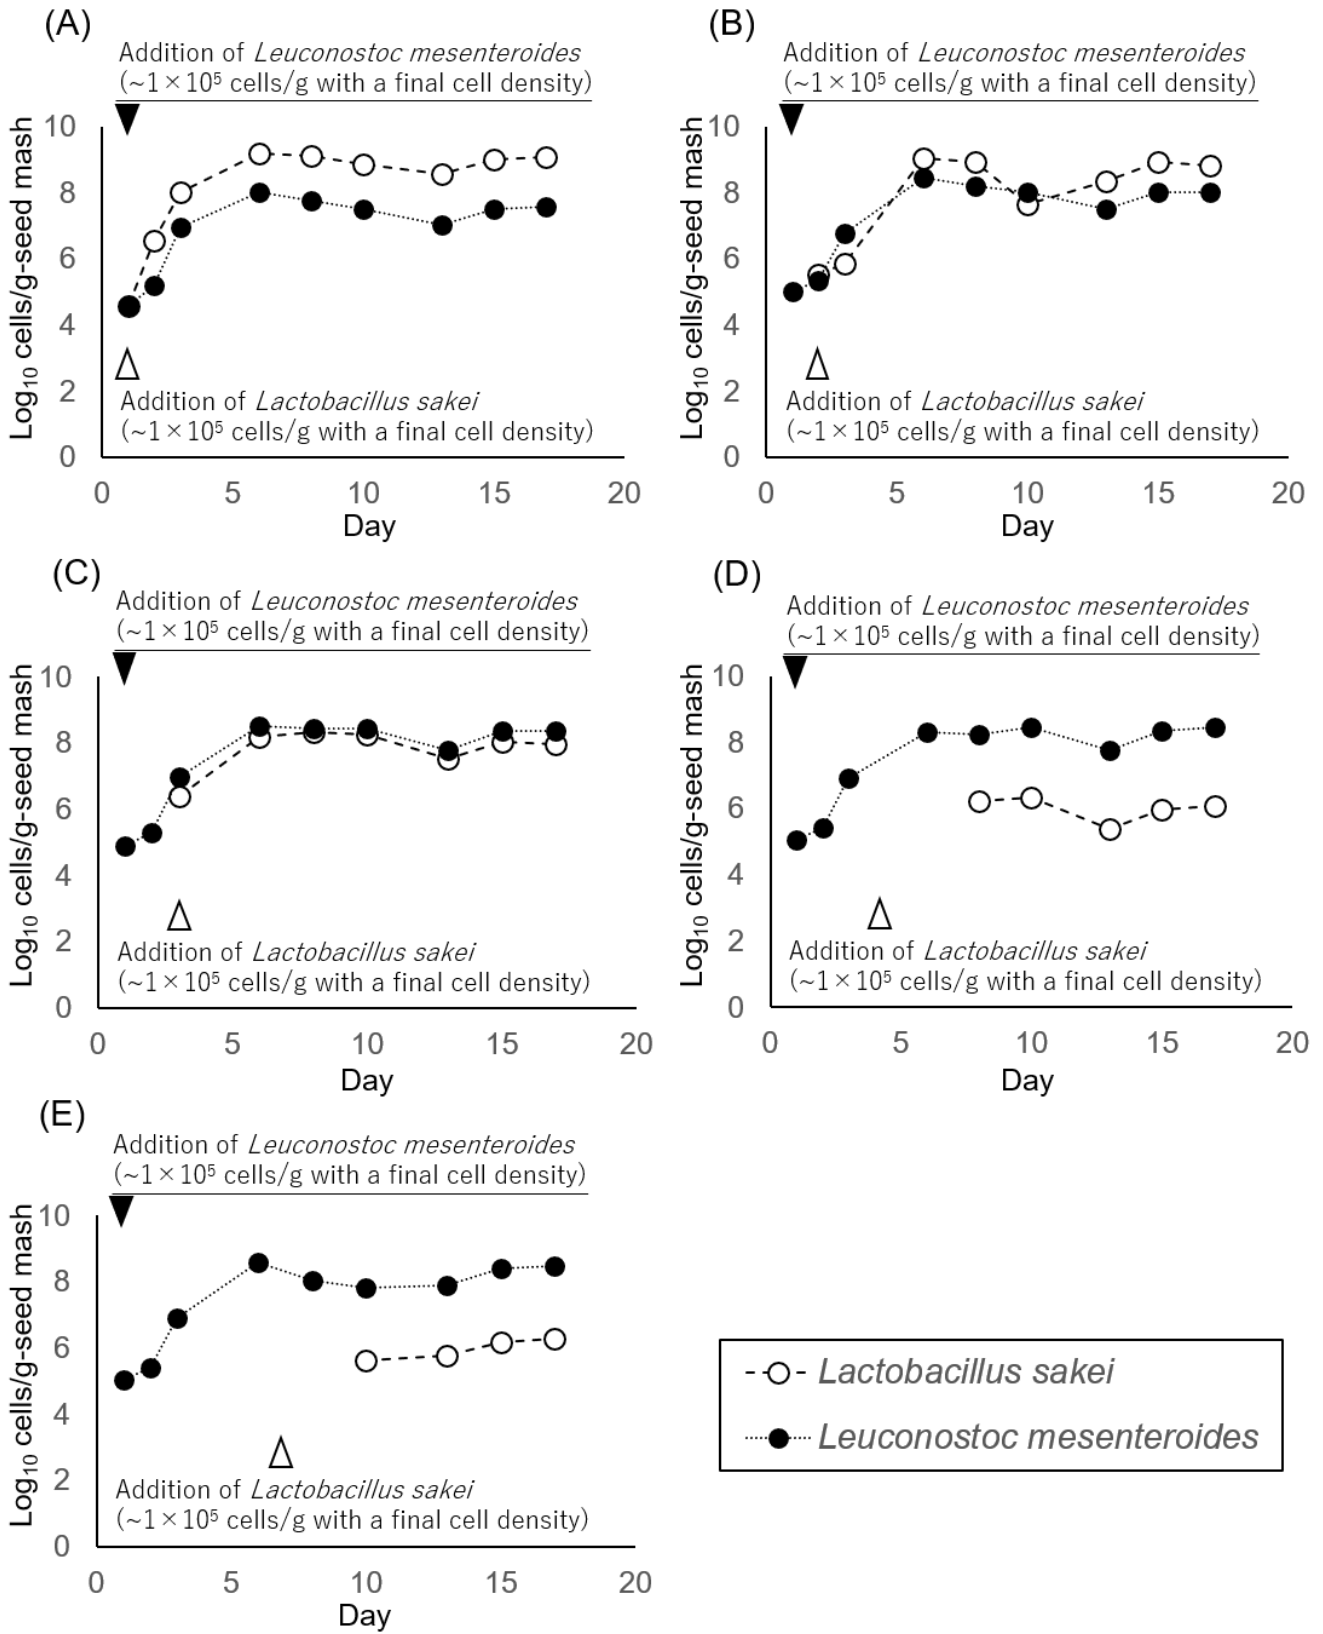 (A)
Addition of Leuconostoc mesenteroides
(~1×10⁵ cells/g with a final cell density)
Log₁₀ cells/g-seed mash
10
8
6
4
2
0
Addition of Lactobacillus sakei
(~1×10⁵ cells/g with a final cell density)
0 5 10 15 20
Day
(B)
Addition of Leuconostoc mesenteroides
(~1×10⁵ cells/g with a final cell density)
Log₁₀ cells/g-seed mash
10
8
6
4
2
0
Addition of Lactobacillus sakei
(~1×10⁵ cells/g with a final cell density)
0 5 10 15 20
Day
(C)
Addition of Leuconostoc mesenteroides
(~1×10⁵ cells/g with a final cell density)
Log₁₀ cells/g-seed mash
10
8
6
4
2
0
Addition of Lactobacillus sakei
(~1×10⁵ cells/g with a final cell density)
0 5 10 15 20
Day
(D)
Addition of Leuconostoc mesenteroides
(~1×10⁵ cells/g with a final cell density)
Log₁₀ cells/g-seed mash
10
8
6
4
2
0
Addition of Lactobacillus sakei
(~1×10⁵ cells/g with a final cell density)
0 5 10 15 20
Day
(E)
Addition of Leuconostoc mesenteroides
(~1×10⁵ cells/g with a final cell density)
Log₁₀ cells/g-seed mash
10
8
6
4
2
0
Addition of Lactobacillus sakei
(~1×10⁵ cells/g with a final cell density)
0 5 10 15 20
Day
Lactobacillus sakei
Leuconostoc mesenteroides